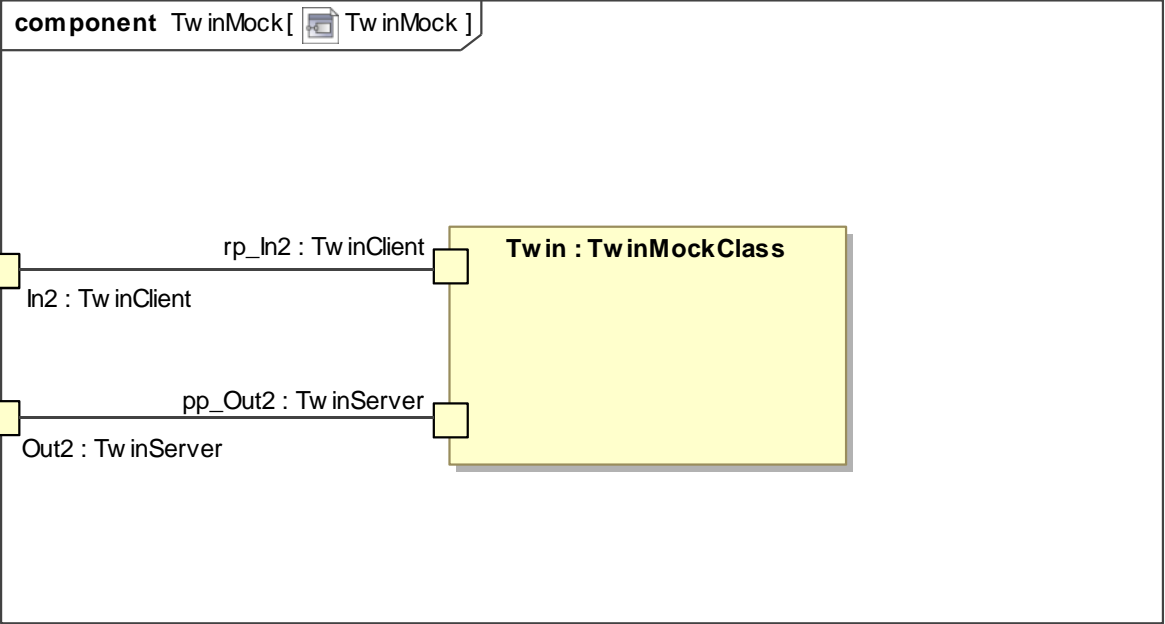 component TwinMock[ TwinMock ]
rp_In2 : TwinClient
Twin : TwinMockClass
In2 : TwinClient
pp_Out2 : TwinServer
Out2 : TwinServer